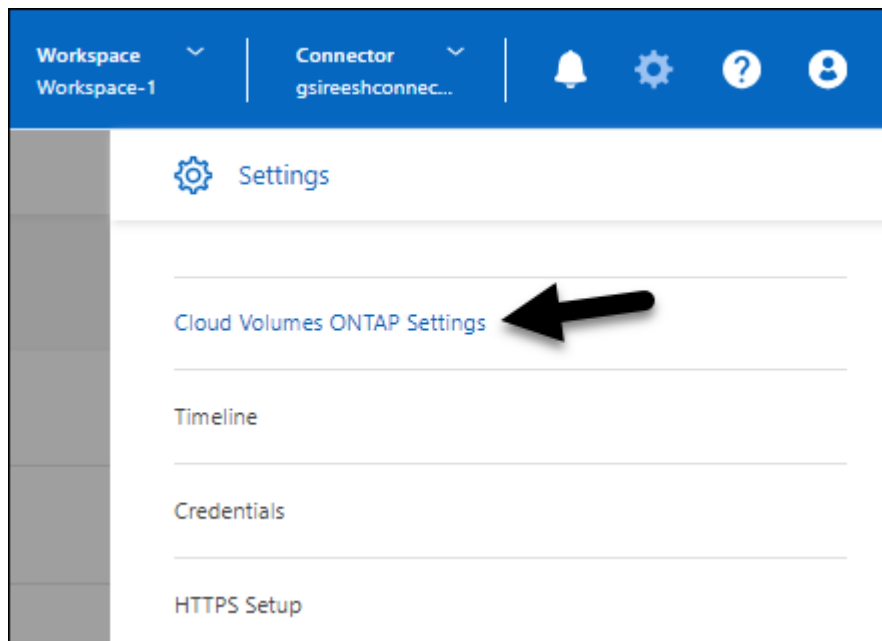 Workspace
Workspace-1
Connector
gsireeshconnec...
Settings
Cloud Volumes ONTAP Settings
Timeline
Credentials
HTTPS Setup